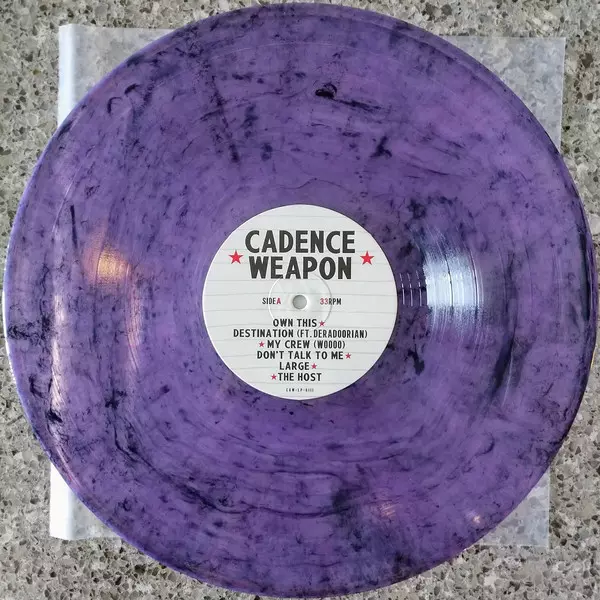 CADENCE
WEAPON
SIDE A 33RPM
OWN THIS
DESTINATION (FT. DERADOORIAN)
MY CREW (WOOOO)
DON'T TALK TO ME
LARGE
THE HOST